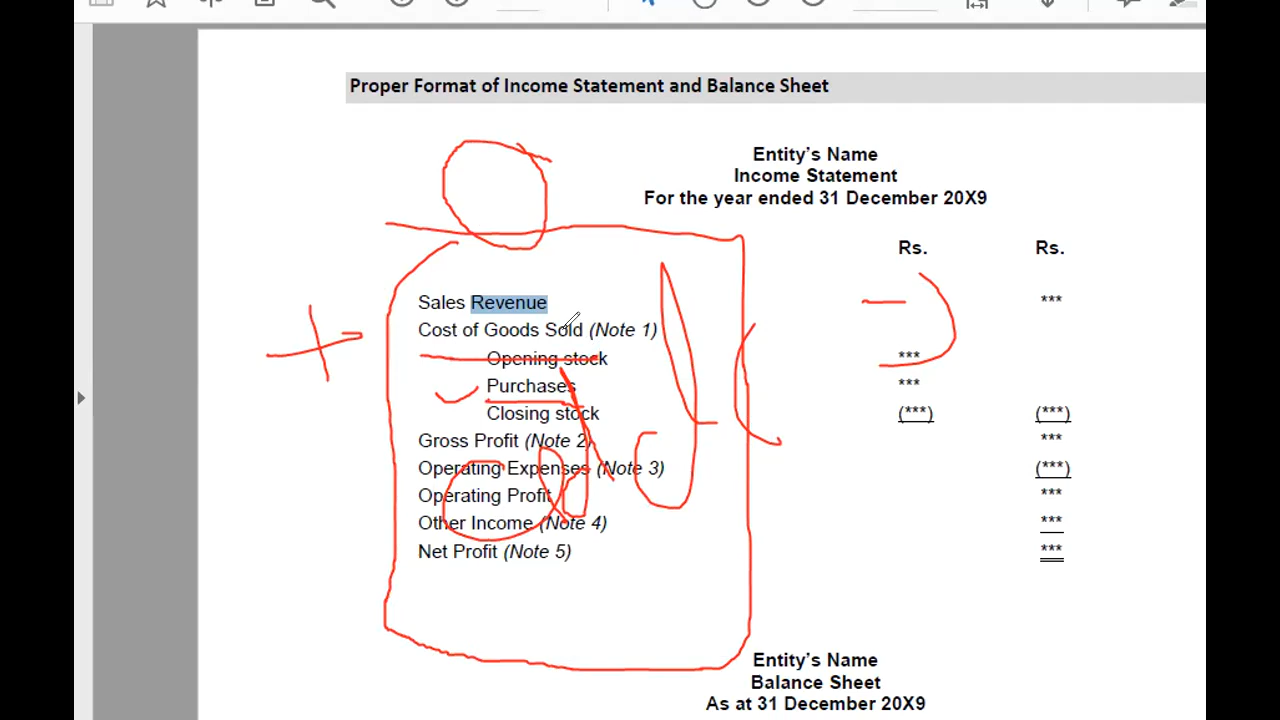 Proper Format of Income Statement and Balance Sheet
Entity's Name
Income Statement
For the year ended 31 December 20X9
Rs. Rs.
Sales Revenue ***
Cost of Goods Sold (Note 1)
Opening stock ***
Purchases ***
Closing stock (***) (***)
Gross Profit (Note 2) ***
Operating Expenses (Note 3) (***)
Operating Profit ***
Other Income (Note 4) ***
Net Profit (Note 5) ***
Entity's Name
Balance Sheet
As at 31 December 20X9